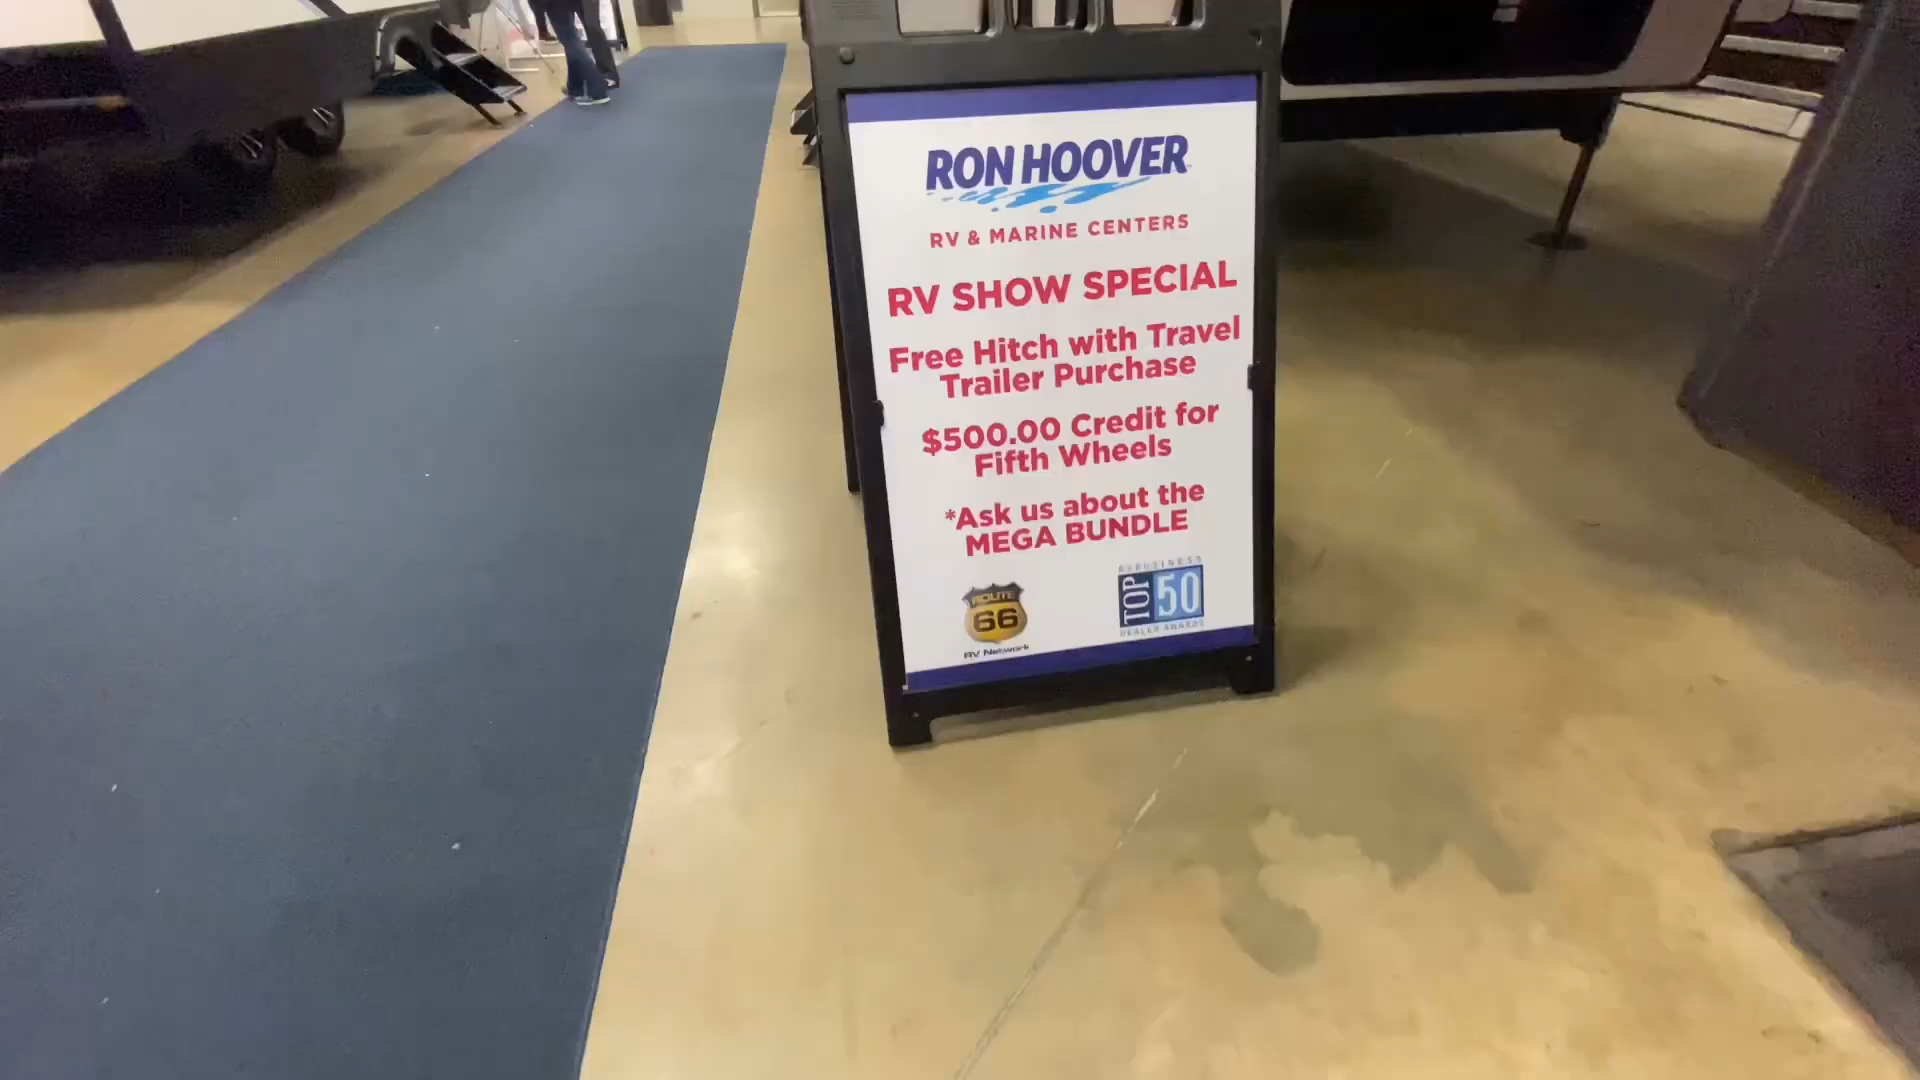 RON HOOVER
RV & MARINE CENTERS
RV SHOW SPECIAL
Free Hitch with Travel
Trailer Purchase
$500.00 Credit for
Fifth Wheels
*Ask us about the
MEGA BUNDLE
ROUTE
66
RV Network
RVBUSINESS
TOP 50
DEALER AWARDS